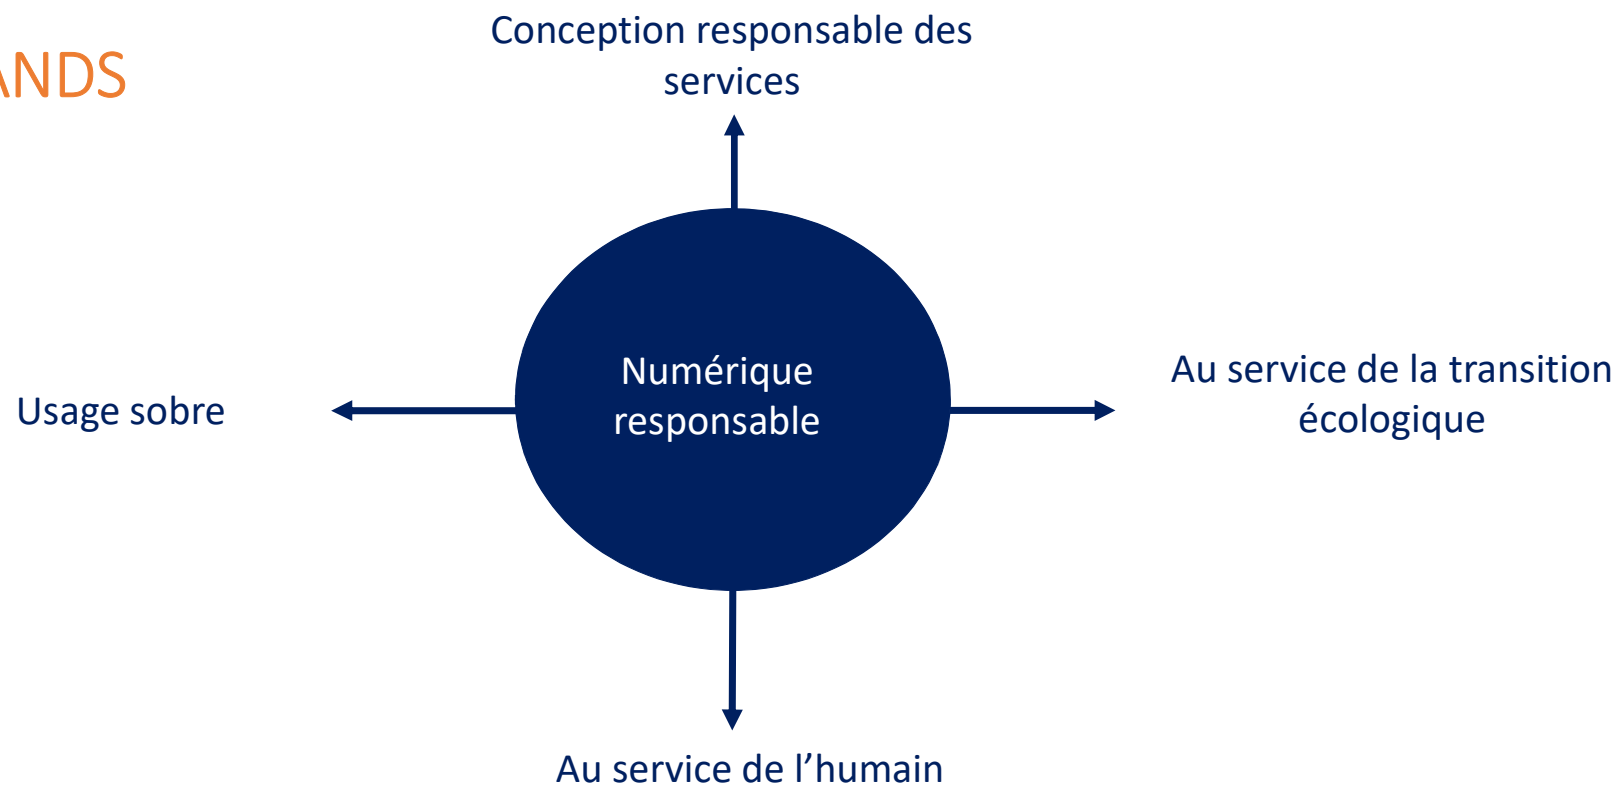 Conception responsable des
services
ANDS
Numérique
responsable
Usage sobre
Au service de la transition
écologique
Au service de l’humain